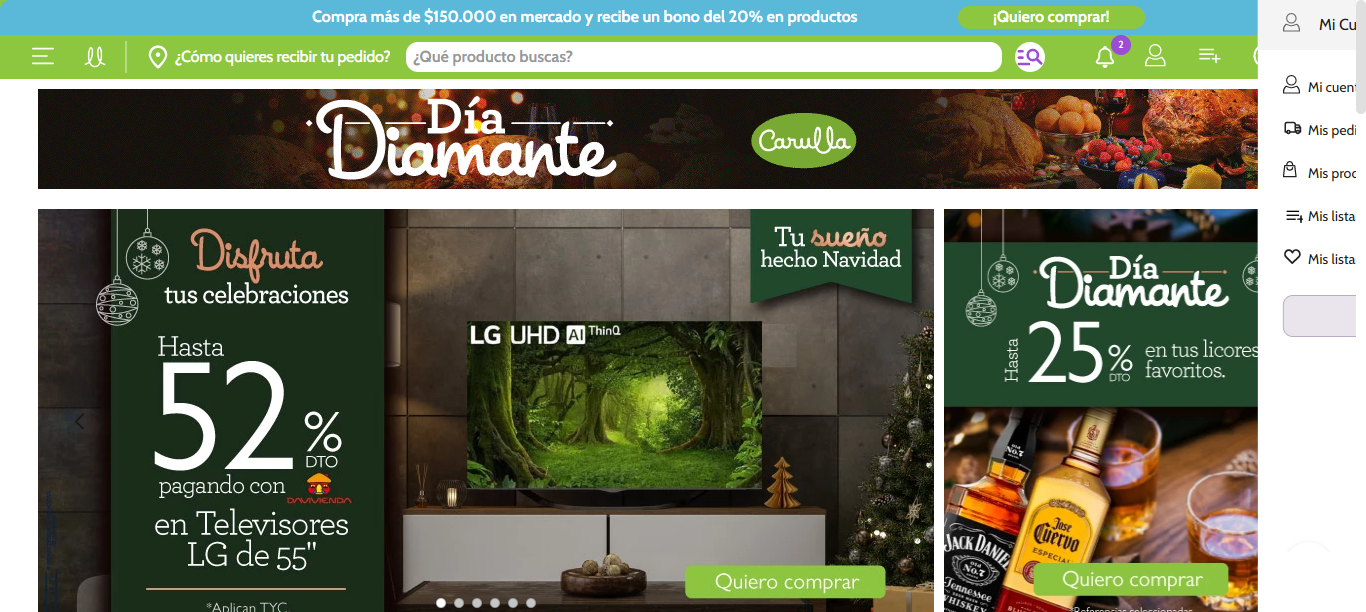 Compra más de $150.000 en mercado y recibe un bono del 20% en productos
¡Quiero comprar!
Mi Cu
¿Cómo quieres recibir tu pedido?
¿Qué producto buscas?
2
Mi cuent
Mis pedi
Mis prod
Mis lista
Mis lista
Día
Diamante
Carulla
Disfruta
tus celebraciones
Hasta
52%
DTO
pagando con
DAVIVIENDA
en Televisores
LG de 55"
*Aplican TYC
Tu sueño
hecho Navidad
LG UHD AI ThinQ
Quiero comprar
Día
Diamante
Hasta
25%
DTO
en tus licores
favoritos.
No.7
JACK DANIEL
Old
No.7
Tennessee
WHISKEY
Jose
Cuervo
ESPECIAL
Quiero comprar
*Referencias seleccionadas